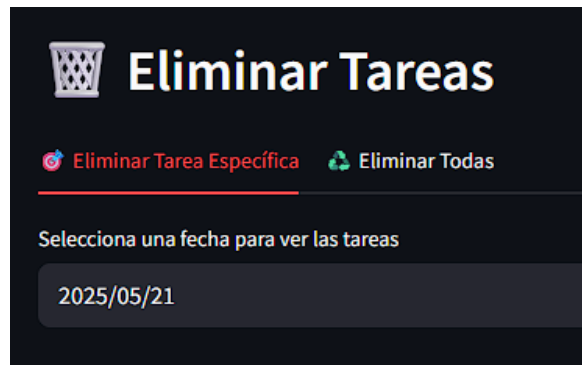 Eliminar Tareas
Eliminar Tarea Específica
Eliminar Todas
Selecciona una fecha para ver las tareas
2025/05/21